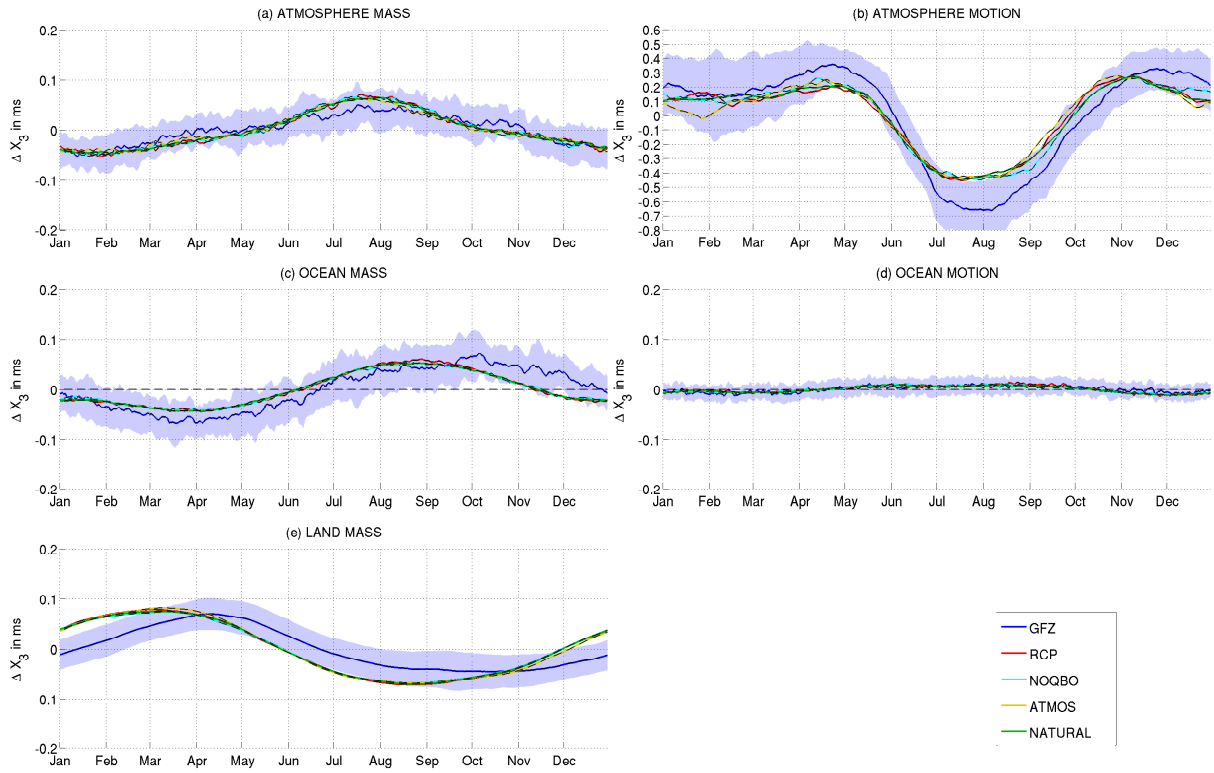 (a) ATMOSPHERE MASS
0.2
0.1
0
-0.1
-0.2
Δ X3 in ms
Jan Feb Mar Apr May Jun Jul Aug Sep Oct Nov Dec
(b) ATMOSPHERE MOTION
0.6
0.5
0.4
0.3
0.2
0.1
0
-0.1
-0.2
-0.3
-0.4
-0.5
-0.6
-0.7
-0.8
Δ X3 in ms
Jan Feb Mar Apr May Jun Jul Aug Sep Oct Nov Dec
(c) OCEAN MASS
0.2
0.1
0
-0.1
-0.2
Δ X3 in ms
Jan Feb Mar Apr May Jun Jul Aug Sep Oct Nov Dec
(d) OCEAN MOTION
0.2
0.1
0
-0.1
-0.2
Δ X3 in ms
Jan Feb Mar Apr May Jun Jul Aug Sep Oct Nov Dec
(e) LAND MASS
0.2
0.1
0
0.1
-0.2
Δ X3 in ms
Jan Feb Mar Apr May Jun Jul Aug Sep Oct Nov Dec
GFZ
RCP
NOQBO
ATMOS
NATURAL